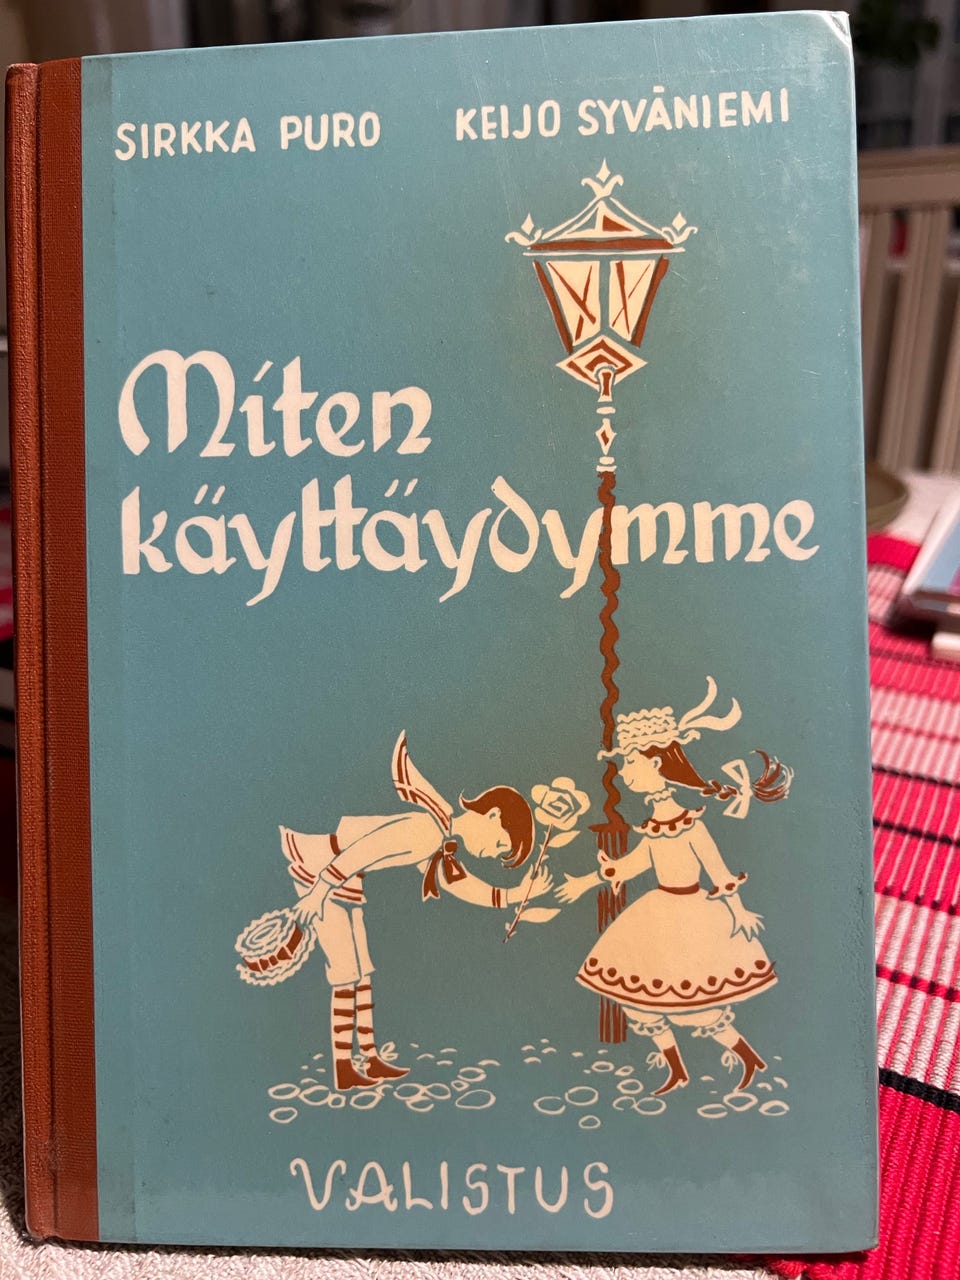 SIRKKA PURO KEIJO SYVÄNIEMI
Miten
käyttäydymme
VALISTUS